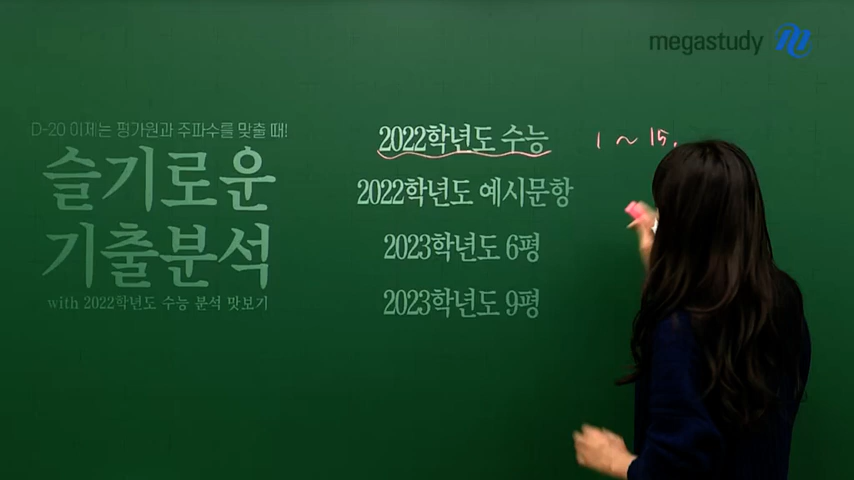 megastudy
D-20 이제는 평가원과 주파수를 맞출 때!
슬기로운
기출분석
with 2022학년도 수능 분석 맛보기
2022학년도 수능 1 ~ 15.
2022학년도 예시문항
2023학년도 6평
2023학년도 9평